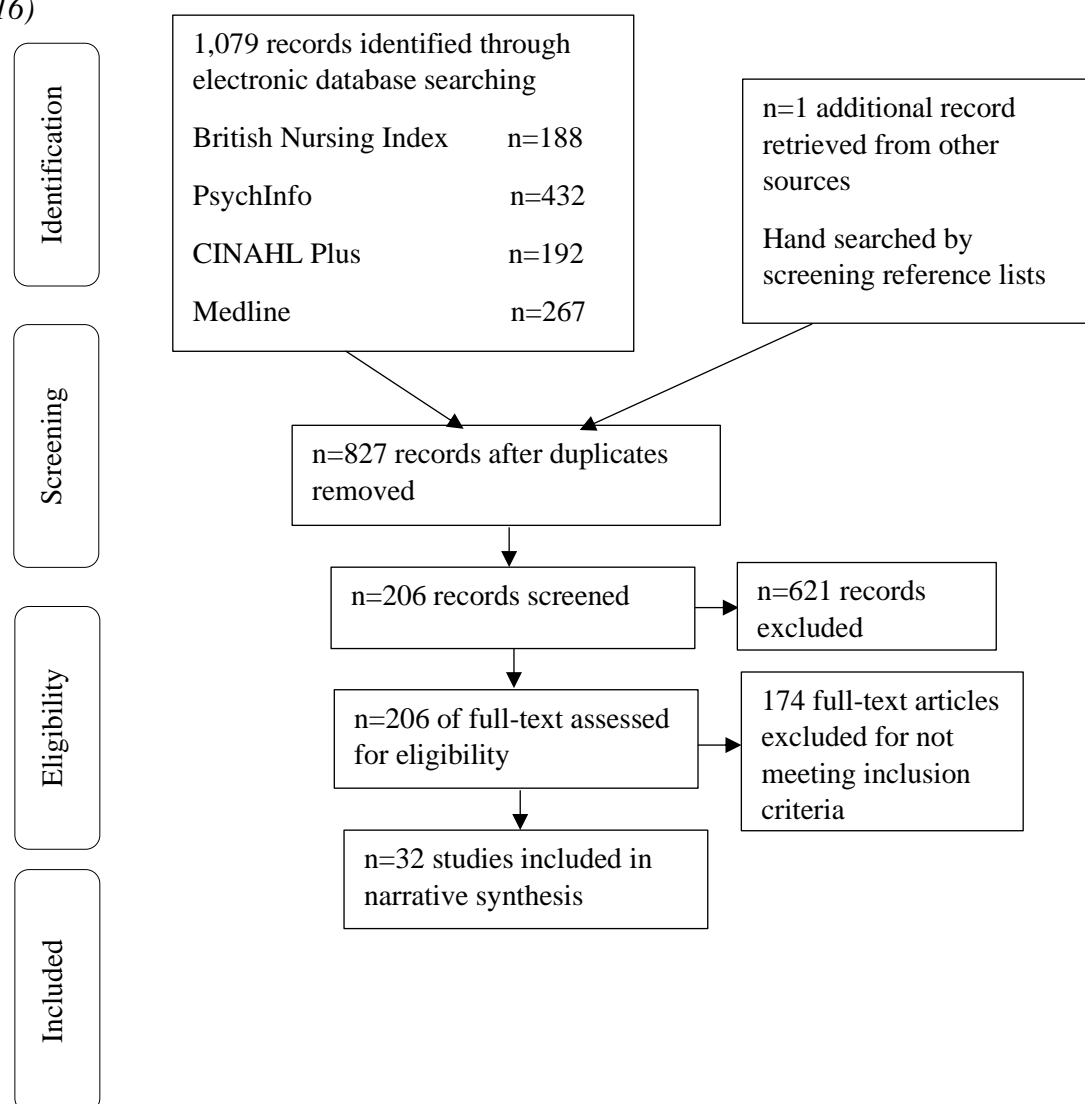 16)
Identification
1,079 records identified through
electronic database searching
British Nursing Index n=188
PsychInfo n=432
CINAHL Plus n=192
Medline n=267
n=1 additional record
retrieved from other
sources
Hand searched by
screening reference lists
Screening
n=827 records after duplicates
removed
n=206 records screened
n=621 records
excluded
Eligibility
n=206 of full-text assessed
for eligibility
174 full-text articles
excluded for not
meeting inclusion
criteria
Included
n=32 studies included in
narrative synthesis